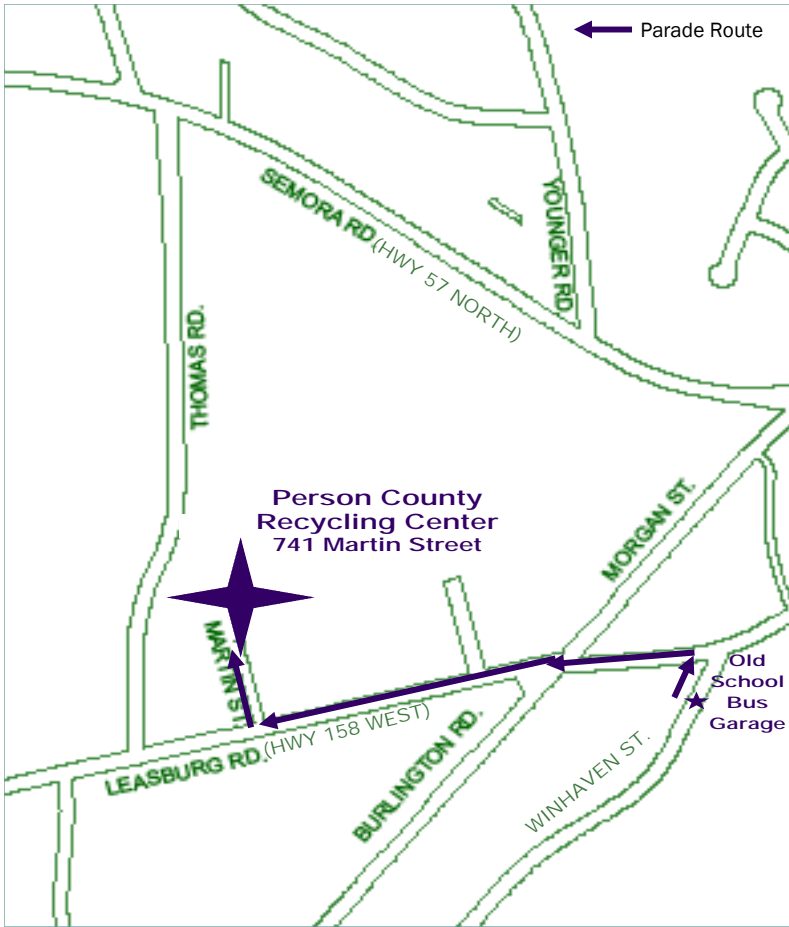 Parade Route
SEMORA RD.
(HWY 57 NORTH)
YOUNGER RD.
THOMAS RD.
Person County
Recycling Center
741 Martin Street
MORGAN ST.
MARTIN ST.
Old
School
Bus
Garage
(HWY 158 WEST)
LEASBURG RD.
BURLINGTON RD.
WINHAVEN ST.